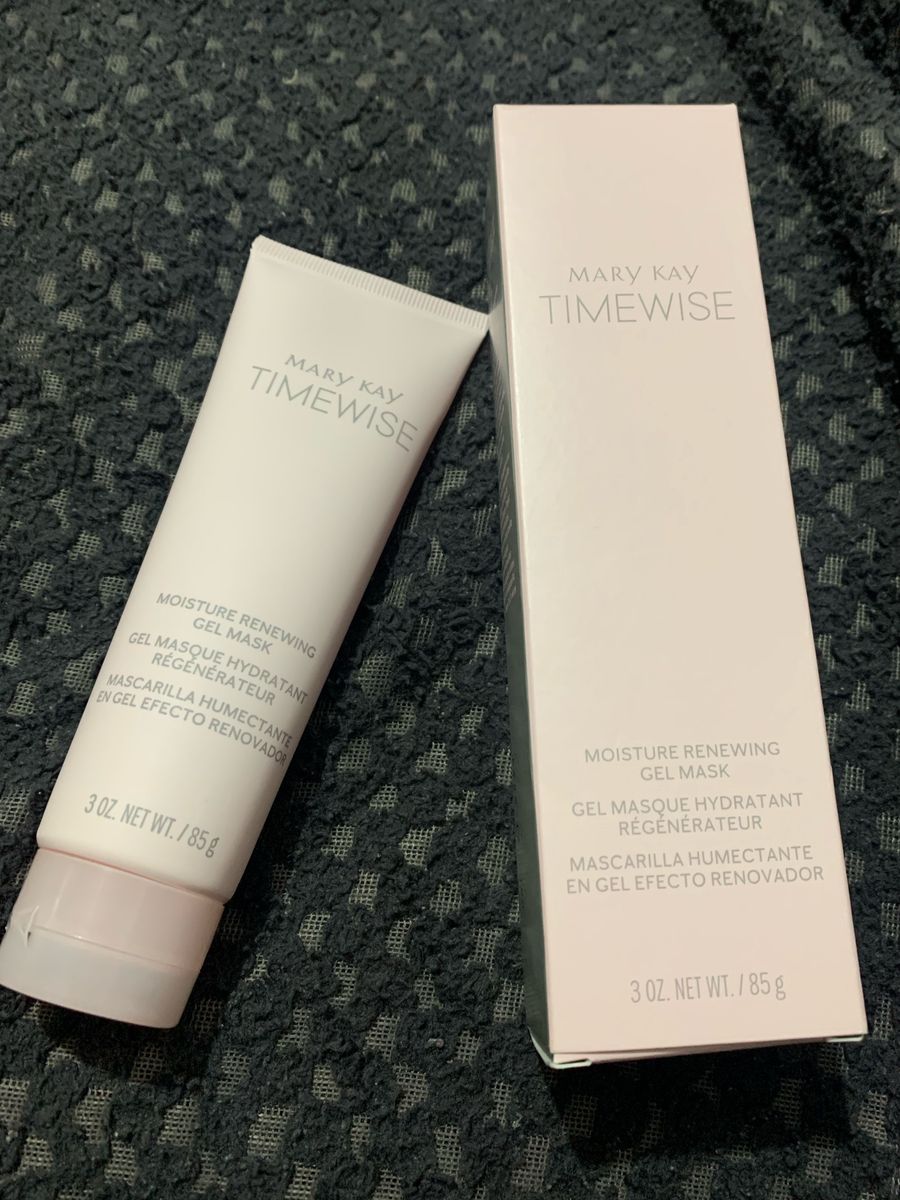 MARY KAY
TIMEWISE
MOISTURE RENEWING
GEL MASK
GEL MASQUE HYDRATANT
RÉGÉNÉRATEUR
MASCARILLA HUMECTANTE
EN GEL EFECTO RENOVADOR
3 OZ. NET WT. / 85 g
MARY KAY
TIMEWISE
MOISTURE RENEWING
GEL MASK
GEL MASQUE HYDRATANT
RÉGÉNÉRATEUR
MASCARILLA HUMECTANTE
EN GEL EFECTO RENOVADOR
3 OZ. NET WT. / 85 g